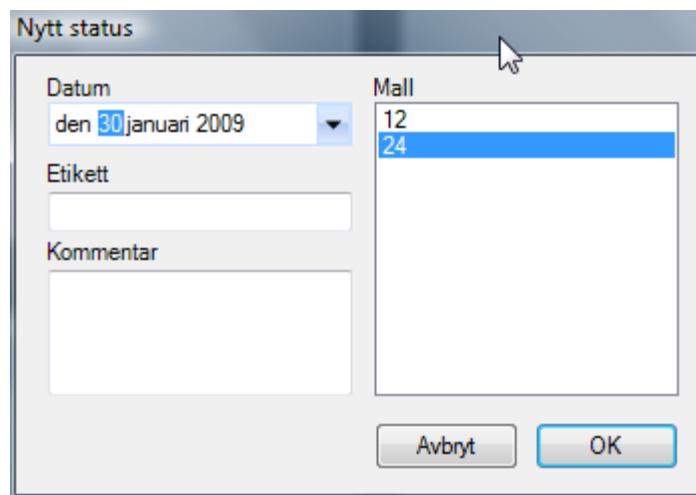 Nytt status
Datum
den 30 januari 2009
Etikett
Kommentar
Mall
12
24
Avbryt
OK